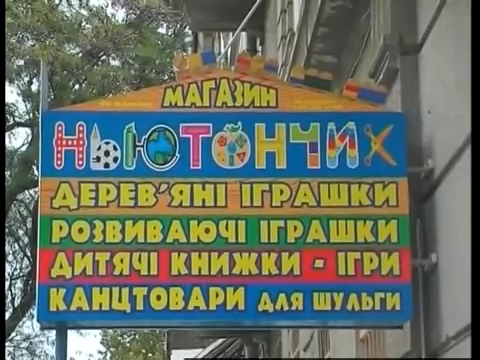 МАГАЗИН
НЬЮТОНЧИК
ДЕРЕВ'ЯНІ ІГРАШКИ
РОЗВИВАЮЧІ ІГРАШКИ
ДИТЯЧІ КНИЖКИ - ІГРИ
КАНЦТОВАРИ ДЛЯ ШУЛЬГИ